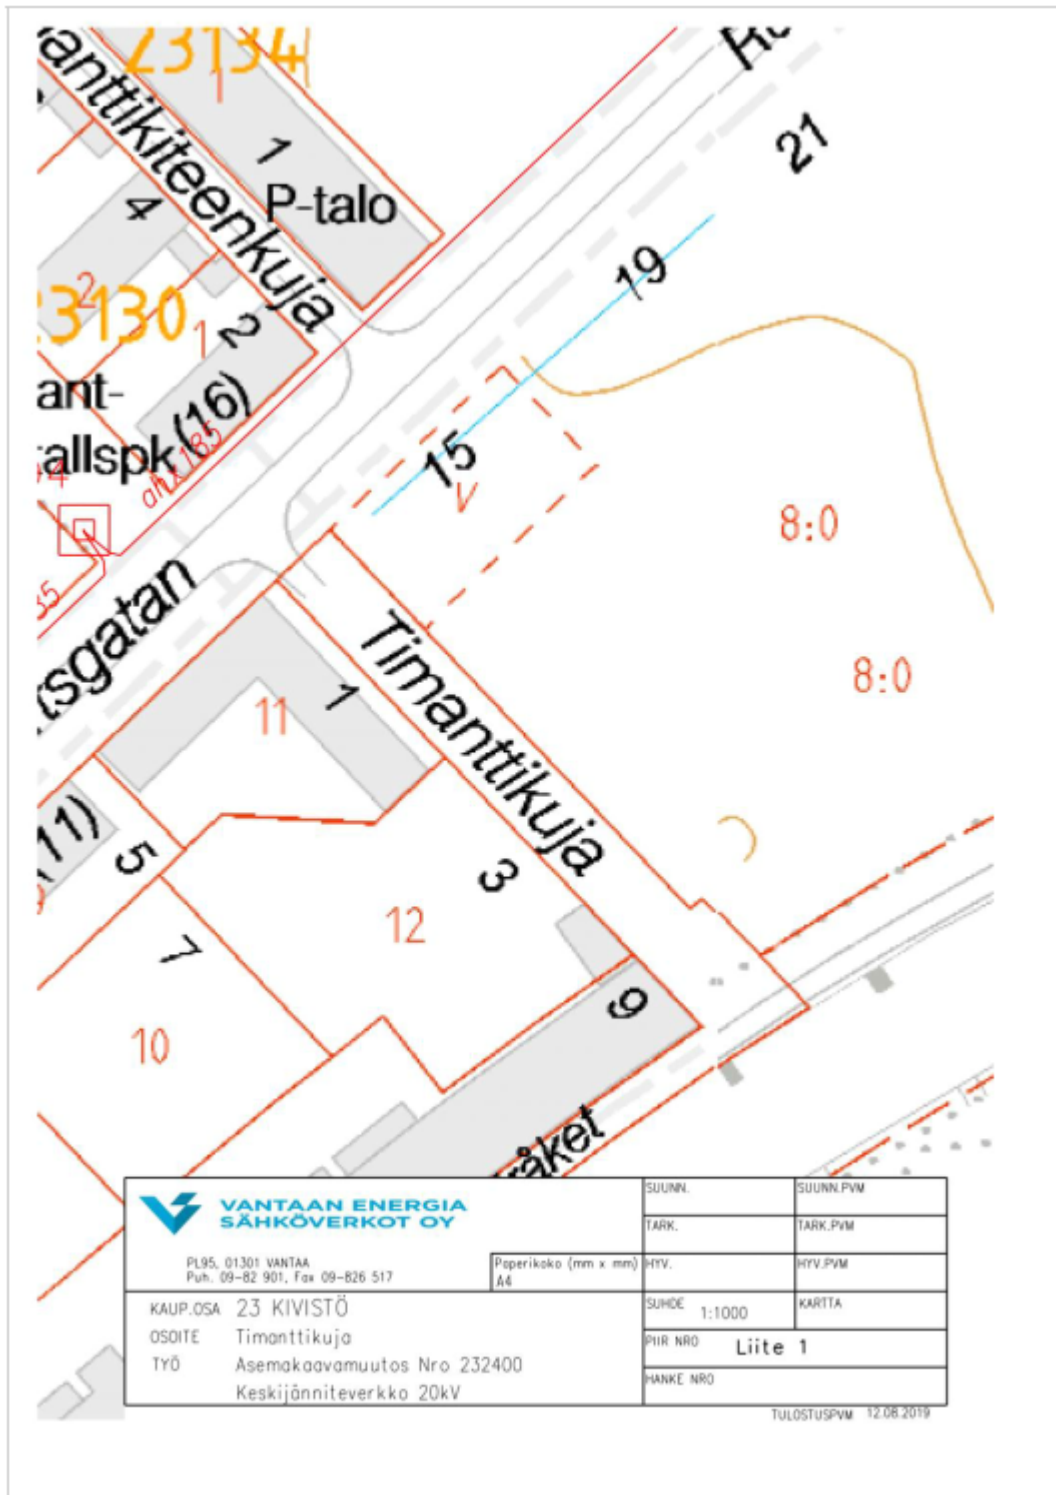 23134
1
1
P-talo
4
21
19
2
23130
1
2
(16)
ant-
allspk
ahx185
15
V
8:0
8:0
Timanttikuja
11
1
(11)
5
3
12
7
9
10
VANTAAN ENERGIA
SÄHKÖVERKOT OY
PL95, 01301 VANTAA
Puh. 09-82 901, Fax 09-826 517
Paperikoko (mm x mm)
A4
SUUNN.
SUUNN.PVM
TARK.
TARK.PVM
HYV.
HYV.PVM
KAUP.OSA 23 KIVISTÖ
OSOITE Timanttikuja
TYÖ Asemakaavamuutos Nro 232400
Keskijänniteverkko 20kV
SUHDE 1:1000
KARTTA
PIIR NRO Liite 1
HANKE NRO
TULOSTUSPVM 12.08.2019